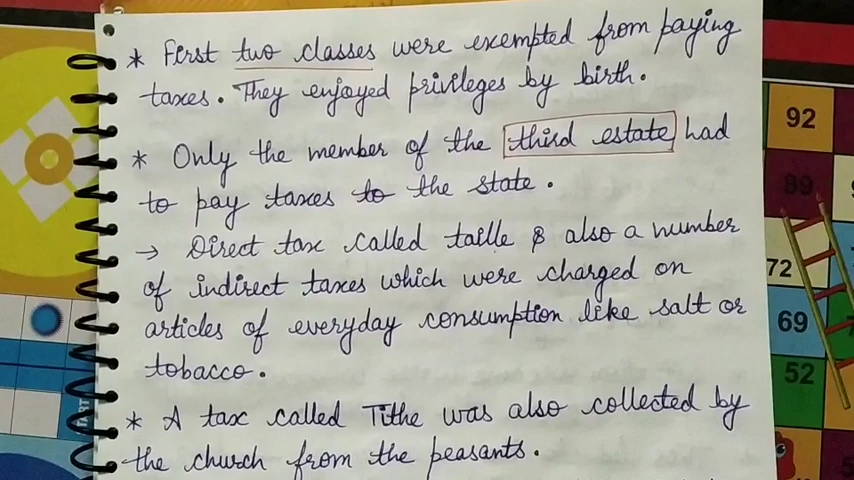 * First two classes were exempted from paying
taxes. They enjoyed privileges by birth.
* Only the member of the third estate had
to pay taxes to the state.
→ Direct tax called taille & also a number
of indirect taxes which were charged on
articles of everyday consumption like salt or
tobacco.
* A tax called Tithe was also collected by
the church from the peasants.
92
89
72
69
52